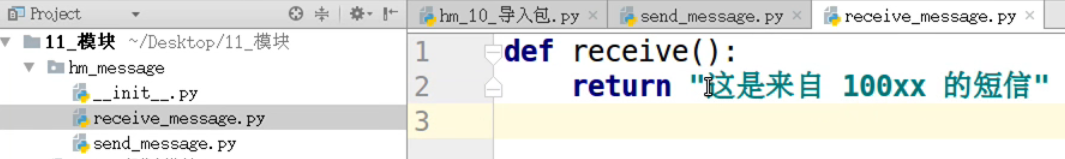 Project
11_模块 ~/Desktop/11_模块
hm_message
__init__.py
receive_message.py
send_message.py
hm_10_导入包.py
send_message.py
receive_message.py
1 def receive():
2 return "这是来自 100xx 的短信"
3